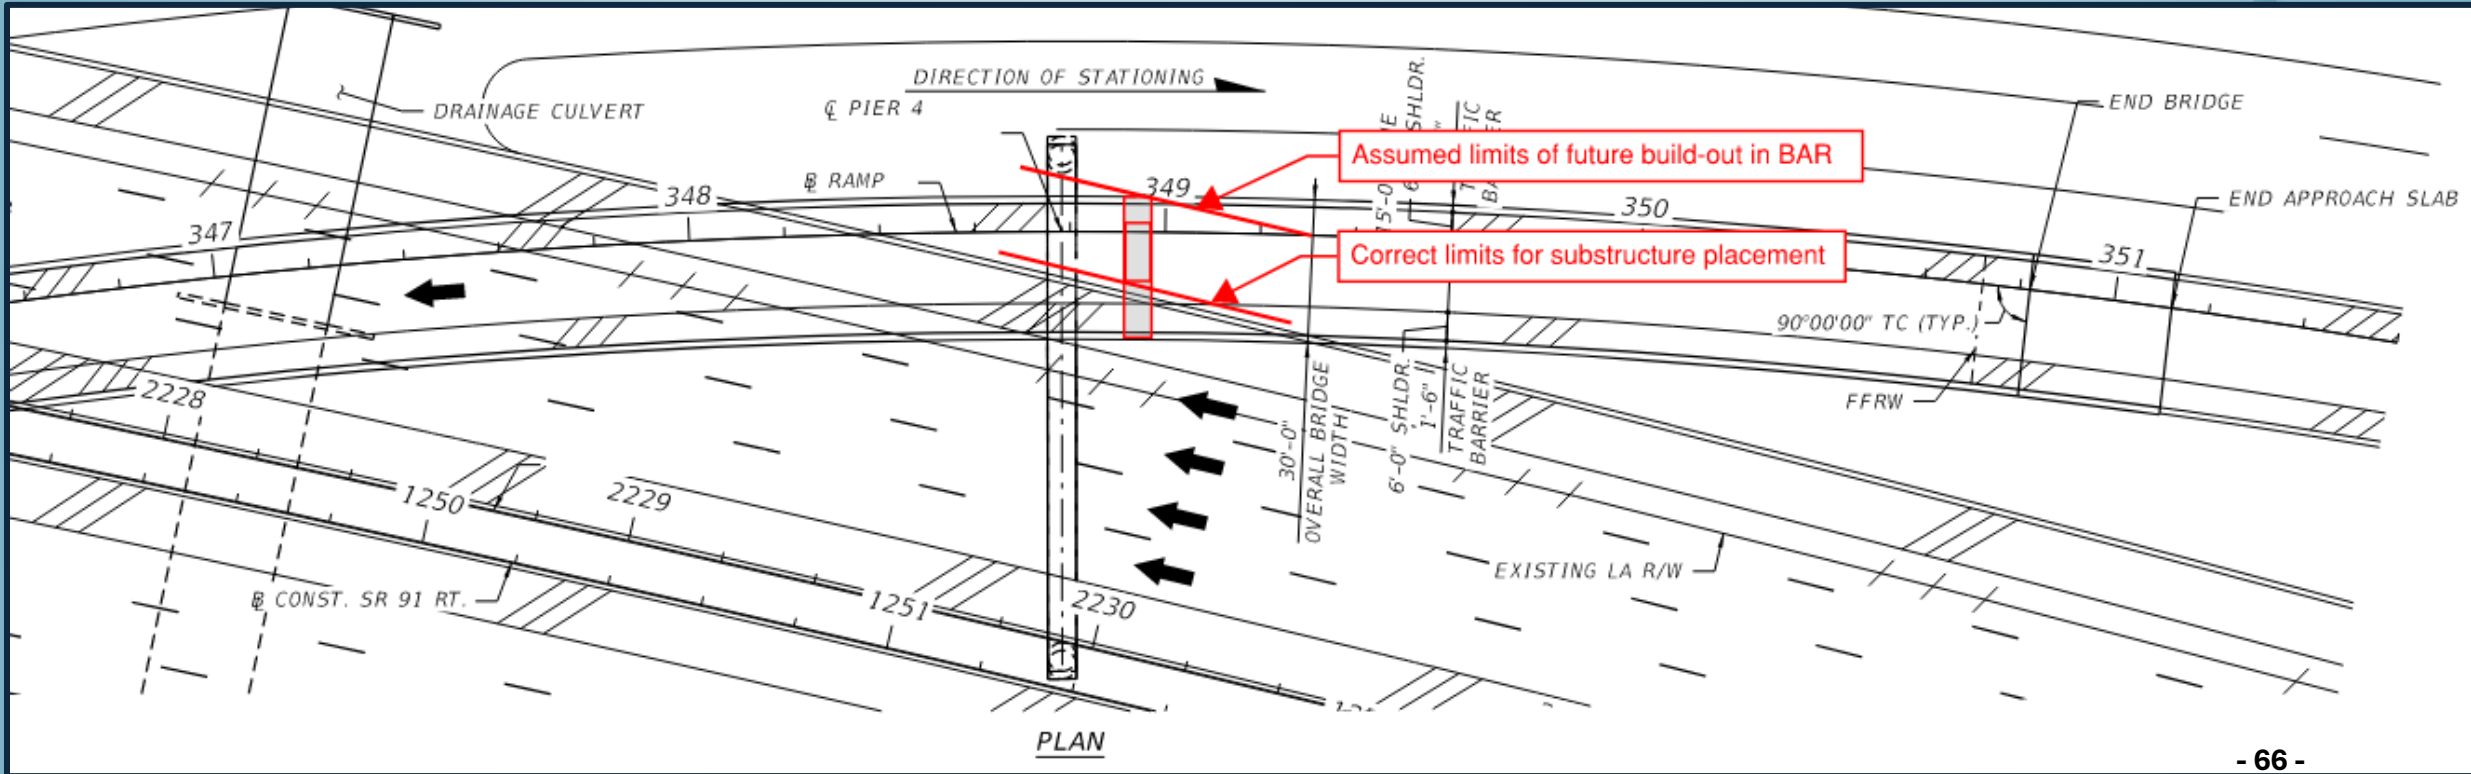 DIRECTION OF STATIONING
℄ PIER 4
DRAINAGE CULVERT
END BRIDGE
Assumed limits of future build-out in BAR
℄ RAMP
348
349
350
END APPROACH SLAB
347
Correct limits for substructure placement
351
90°00'00" TC (TYP.)
FFRW
2228
30'-0"
OVERALL BRIDGE
WIDTH
6'-0" SHLDR.
1'-6"
TRAFFIC
BARRIER
SHLDR.
1250
2229
EXISTING LA R/W
CONST. SR 91 RT.
1251
2230
PLAN
- 66 -